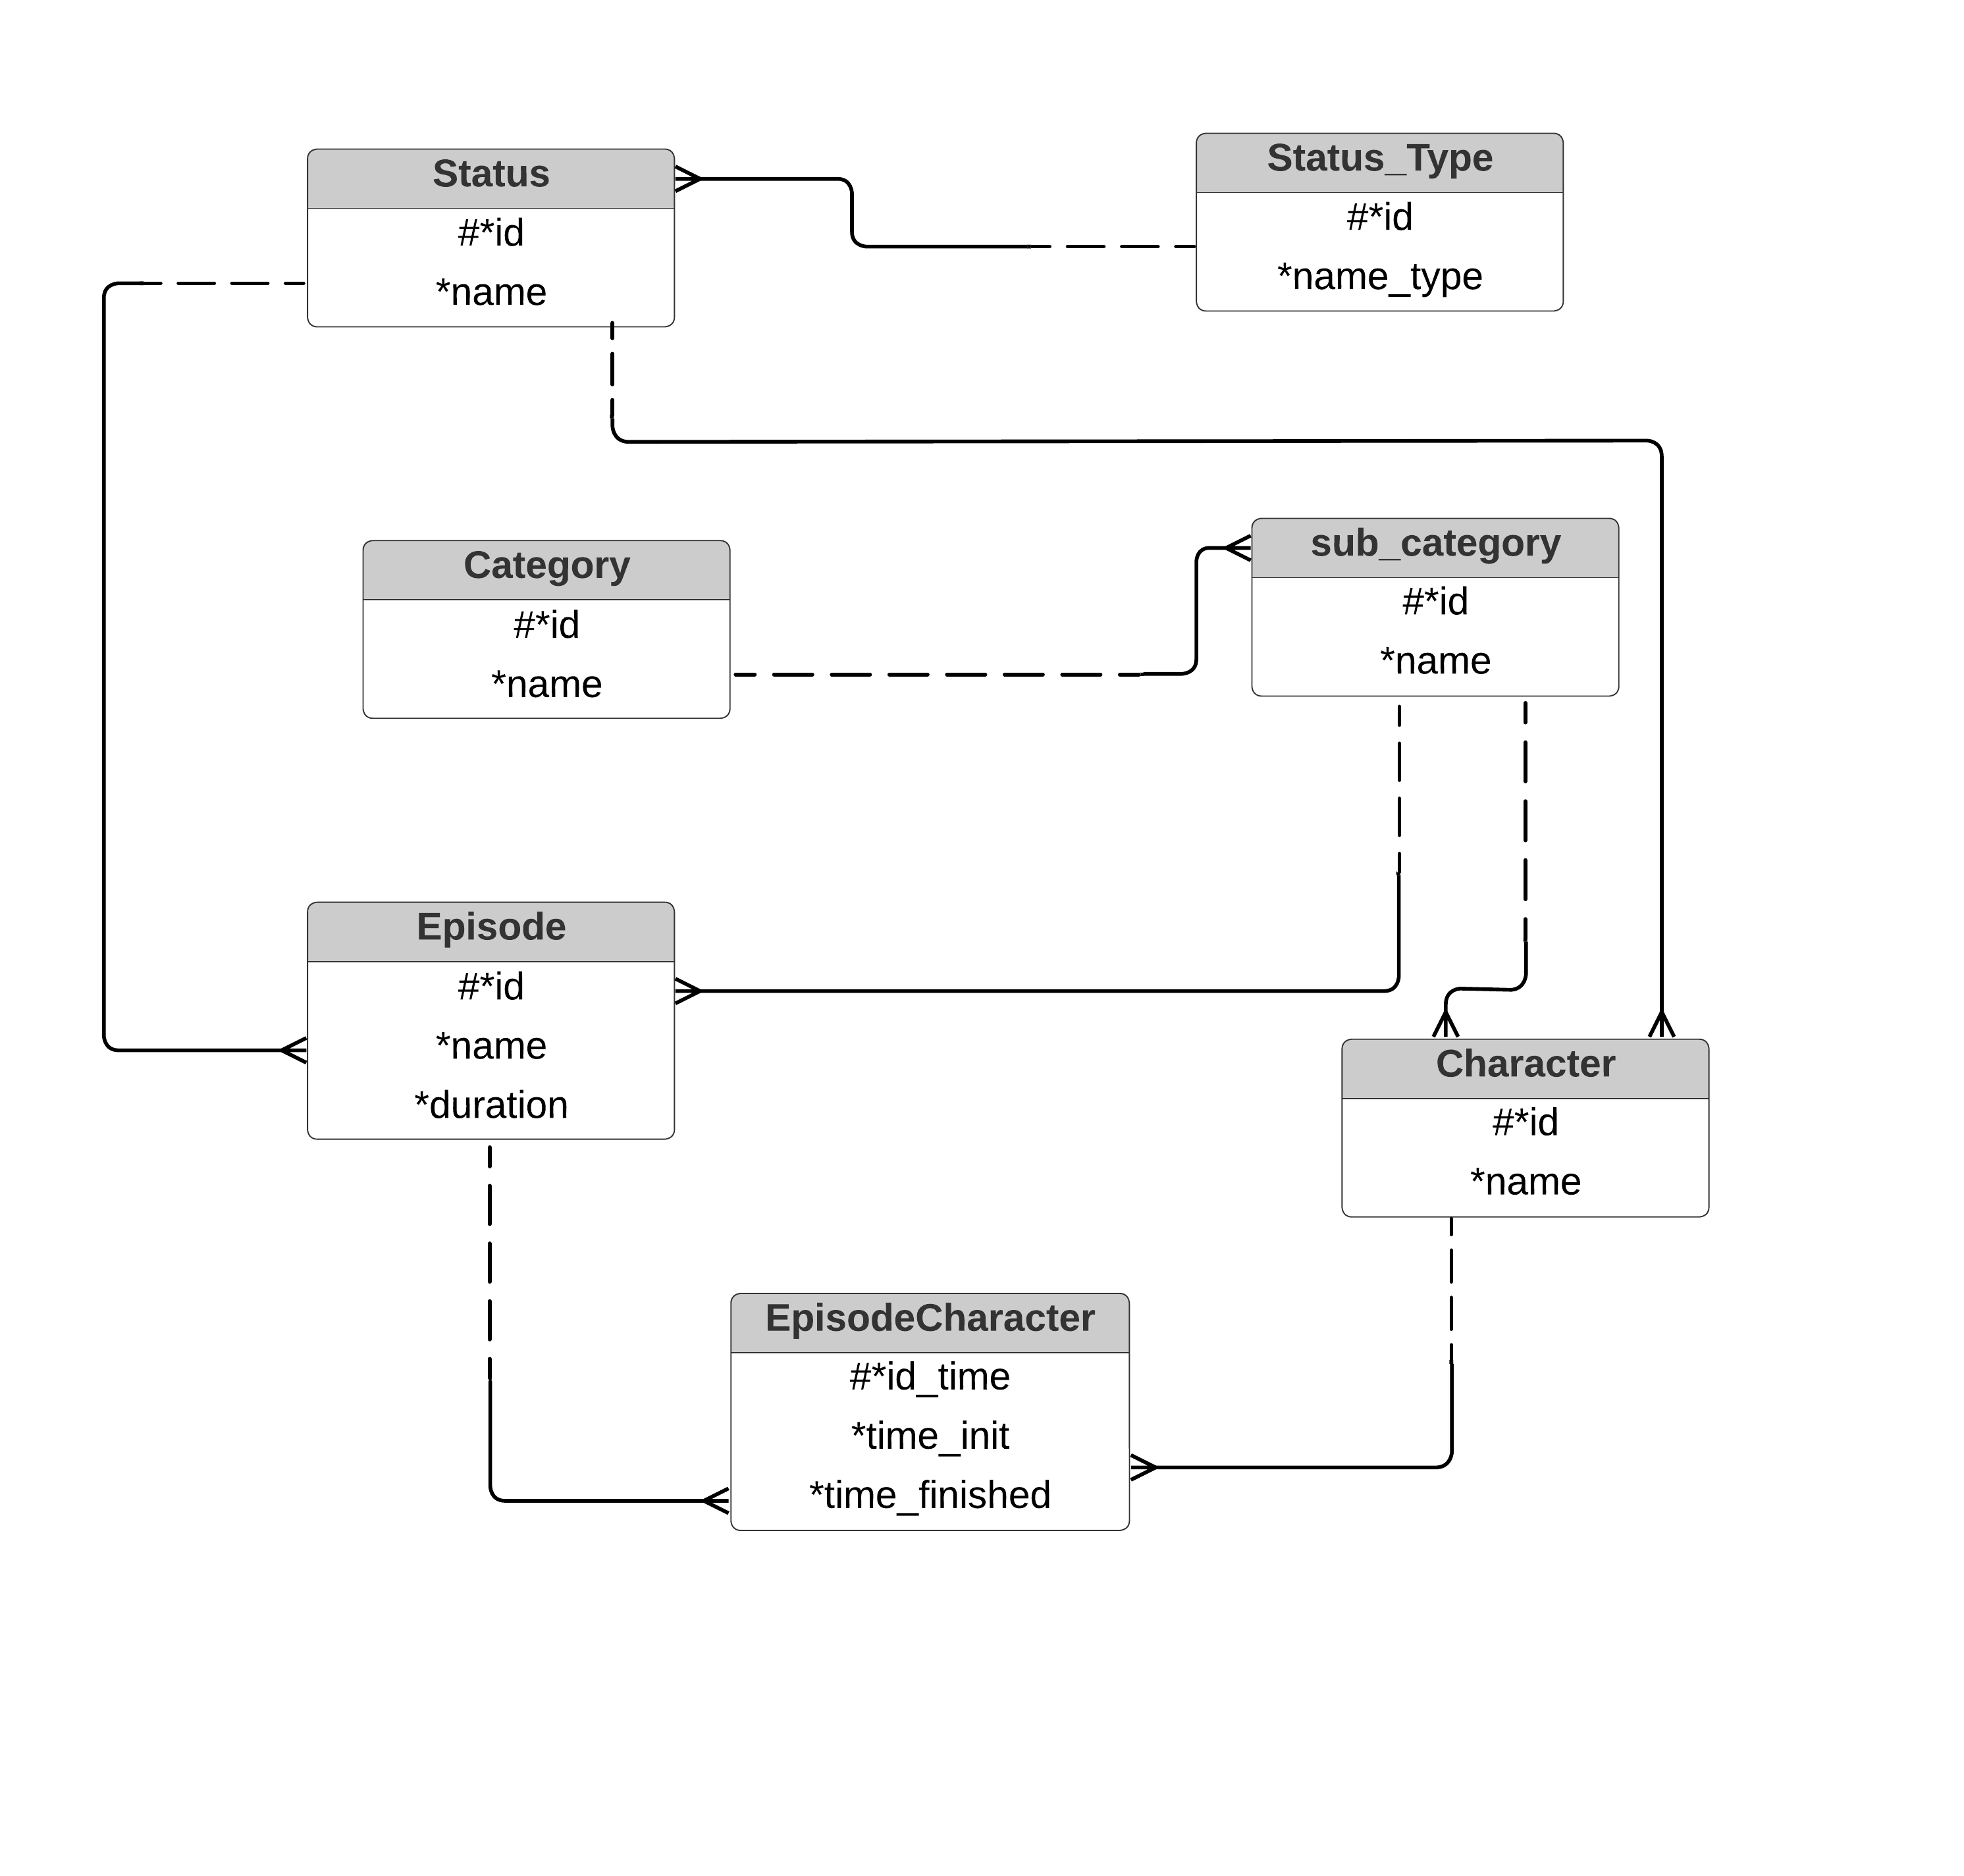 Status
#*id
*name
Status_Type
#*id
*name_type
Category
#*id
*name
sub_category
#*id
*name
Episode
#*id
*name
*duration
Character
#*id
*name
EpisodeCharacter
#*id_time
*time_init
*time_finished